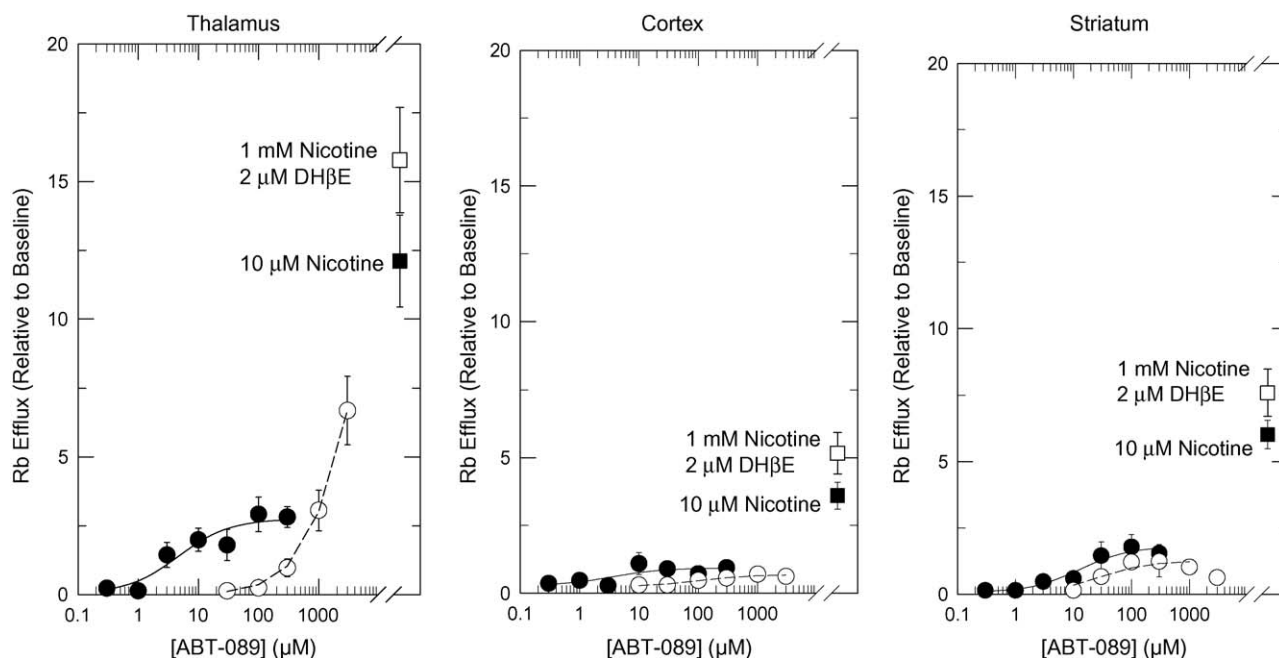 Thalamus
20
15
10
5
0
Rb Efflux (Relative to Baseline)
1 mM Nicotine
2 μM DHβE
10 μM Nicotine
0.1 1 10 100 1000
[ABT-089] (μM)
Cortex
20
15
10
5
0
Rb Efflux (Relative to Baseline)
1 mM Nicotine
2 μM DHβE
10 μM Nicotine
0.1 1 10 100 1000
[ABT-089] (μM)
Striatum
20
15
10
5
0
Rb Efflux (Relative to Baseline)
1 mM Nicotine
2 μM DHβE
10 μM Nicotine
0.1 1 10 100 1000
[ABT-089] (μM)